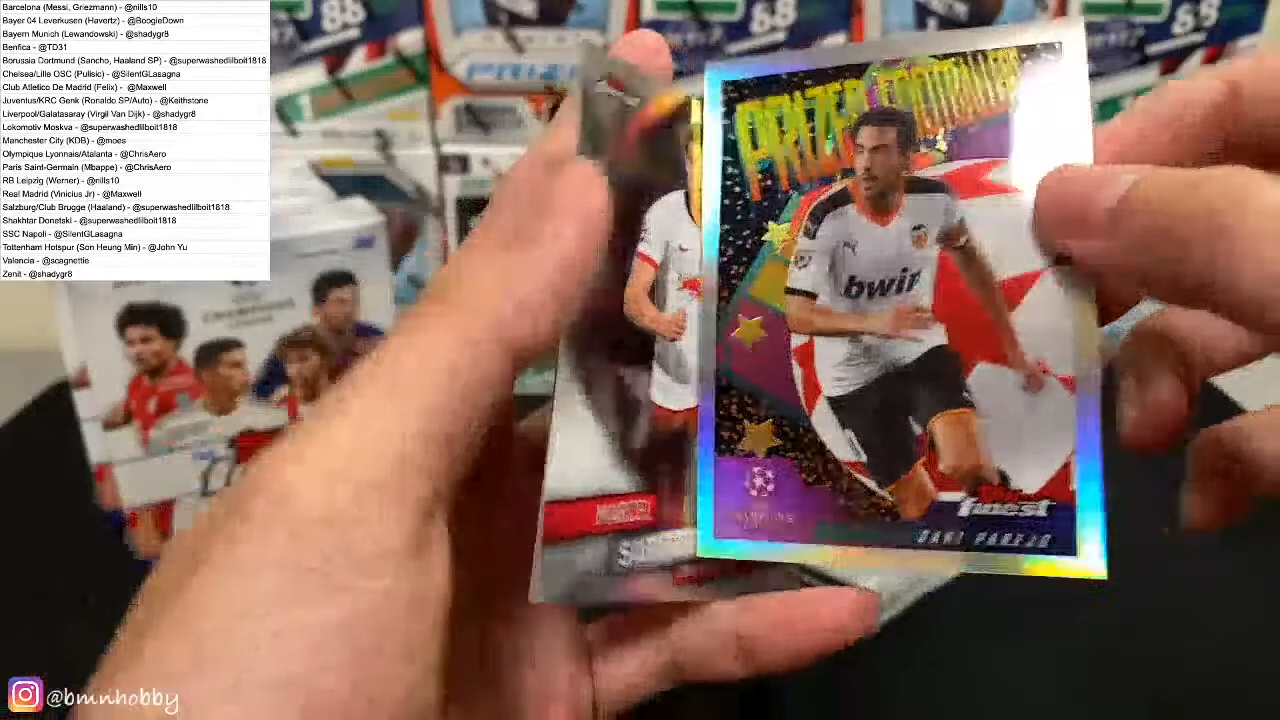 Barcelona (Messi, Griezmann) - @nills10
Bayer 04 Leverkusen (Havertz) - @BoogieDown
Bayern Munich (Lewandowski) - @shadygr8
Benfica - @TD31
Borussia Dortmund (Sancho, Haaland SP) - @superwashedlilboit1818
Chelsea/Lille OSC (Pulisic) - @SilentGLasagna
Club Atletico De Madrid (Felix) - @Maxwell
Juventus/KRC Genk (Ronaldo SP/Auto) - @Keithstone
Liverpool/Galatasaray (Virgil Van Dijk) - @shadygr8
Lokomotiv Moskva - @superwashedlilboit1818
Manchester City (KDB) - @moes
Olympique Lyonnais/Atalanta - @ChrisAero
Paris Saint-Germain (Mbappe) - @ChrisAero
RB Leipzig (Werner) - @nills10
Real Madrid (Vinicius Jr) - @Maxwell
Salzburg/Club Brugge (Haaland) - @superwashedlilboit1818
Shakhtar Donetski - @superwashedlilboit1818
SSC Napoli - @SilentGLasagna
Tottenham Hotspur (Son Heung Min) - @John Yu
Valencia - @scagnettie
Zenit - @shadygr8
PRIZED FOOTBALLERS
bwin
finest
DANI PAREJO
@bmnhobby